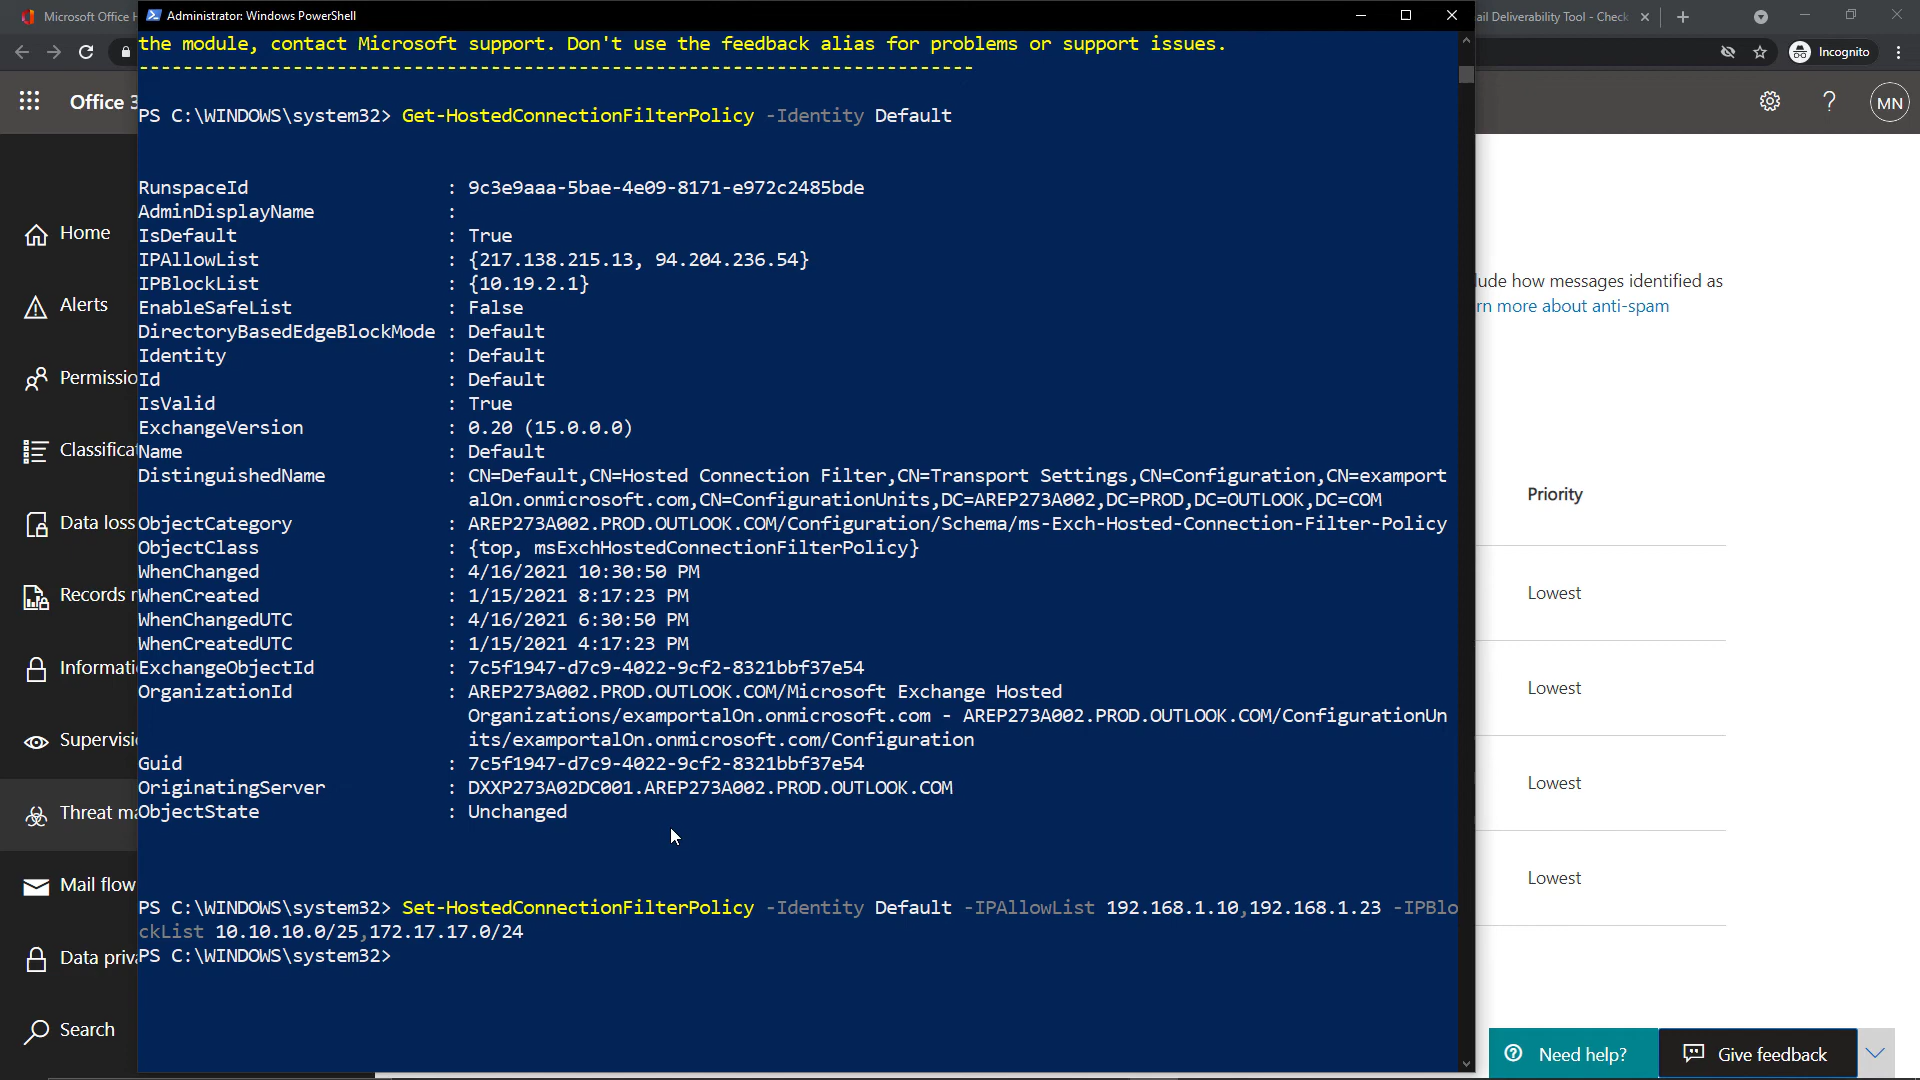 Microsoft Office H
Administrator: Windows PowerShell
ail Deliverability Tool - Check
Incognito
Office 3
MN
the module, contact Microsoft support. Don't use the feedback alias for problems or support issues.
----------------------------------------------------------------------------
PS C:\WINDOWS\system32> Get-HostedConnectionFilterPolicy -Identity Default
RunspaceId : 9c3e9aaa-5bae-4e09-8171-e972c2485bde
AdminDisplayName :
IsDefault : True
IPAllowList : {217.138.215.13, 94.204.236.54}
IPBlockList : {10.19.2.1}
EnableSafeList : False
DirectoryBasedEdgeBlockMode : Default
Identity : Default
Id : Default
IsValid : True
ExchangeVersion : 0.20 (15.0.0.0)
Name : Default
DistinguishedName : CN=Default,CN=Hosted Connection Filter,CN=Transport Settings,CN=Configuration,CN=examport
alOn.onmicrosoft.com,CN=ConfigurationUnits,DC=AREP273A002,DC=PROD,DC=OUTLOOK,DC=COM
ObjectCategory : AREP273A002.PROD.OUTLOOK.COM/Configuration/Schema/ms-Exch-Hosted-Connection-Filter-Policy
ObjectClass : {top, msExchHostedConnectionFilterPolicy}
WhenChanged : 4/16/2021 10:30:50 PM
WhenCreated : 1/15/2021 8:17:23 PM
WhenChangedUTC : 4/16/2021 6:30:50 PM
WhenCreatedUTC : 1/15/2021 4:17:23 PM
ExchangeObjectId : 7c5f1947-d7c9-4022-9cf2-8321bbf37e54
OrganizationId : AREP273A002.PROD.OUTLOOK.COM/Microsoft Exchange Hosted
Organizations/examportalOn.onmicrosoft.com - AREP273A002.PROD.OUTLOOK.COM/ConfigurationUn
its/examportalOn.onmicrosoft.com/Configuration
Guid : 7c5f1947-d7c9-4022-9cf2-8321bbf37e54
OriginatingServer : DXXP273A02DC001.AREP273A002.PROD.OUTLOOK.COM
ObjectState : Unchanged
PS C:\WINDOWS\system32> Set-HostedConnectionFilterPolicy -Identity Default -IPAllowList 192.168.1.10,192.168.1.23 -IPBlo
ckList 10.10.10.0/25,172.17.17.0/24
PS C:\WINDOWS\system32>
Home
Alerts
Permissio
Classificat
Data loss
Records r
Informati
Supervisi
Threat ma
Mail flow
Data priva
Search
lude how messages identified as
rn more about anti-spam
Priority
Lowest
Lowest
Lowest
Lowest
Need help?
Give feedback